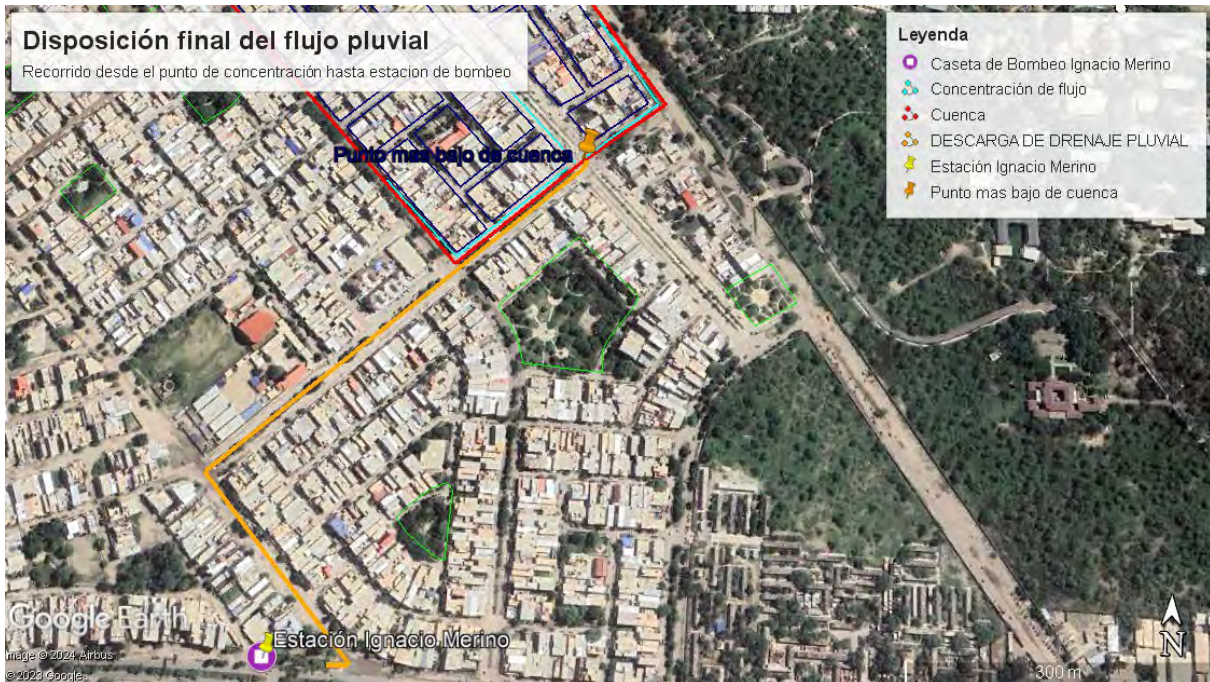 Disposición final del flujo pluvial
Recorrido desde el punto de concentración hasta estacion de bombeo
Leyenda
Caseta de Bombeo Ignacio Merino
Concentración de flujo
Cuenca
DESCARGA DE DRENAJE PLUVIAL
Estación Ignacio Merino
Punto mas bajo de cuenca
Punto mas bajo de cuenca
Estación Ignacio Merino
Google Earth
Image © 2024 Airbus
© 2023 Google
300 m
N